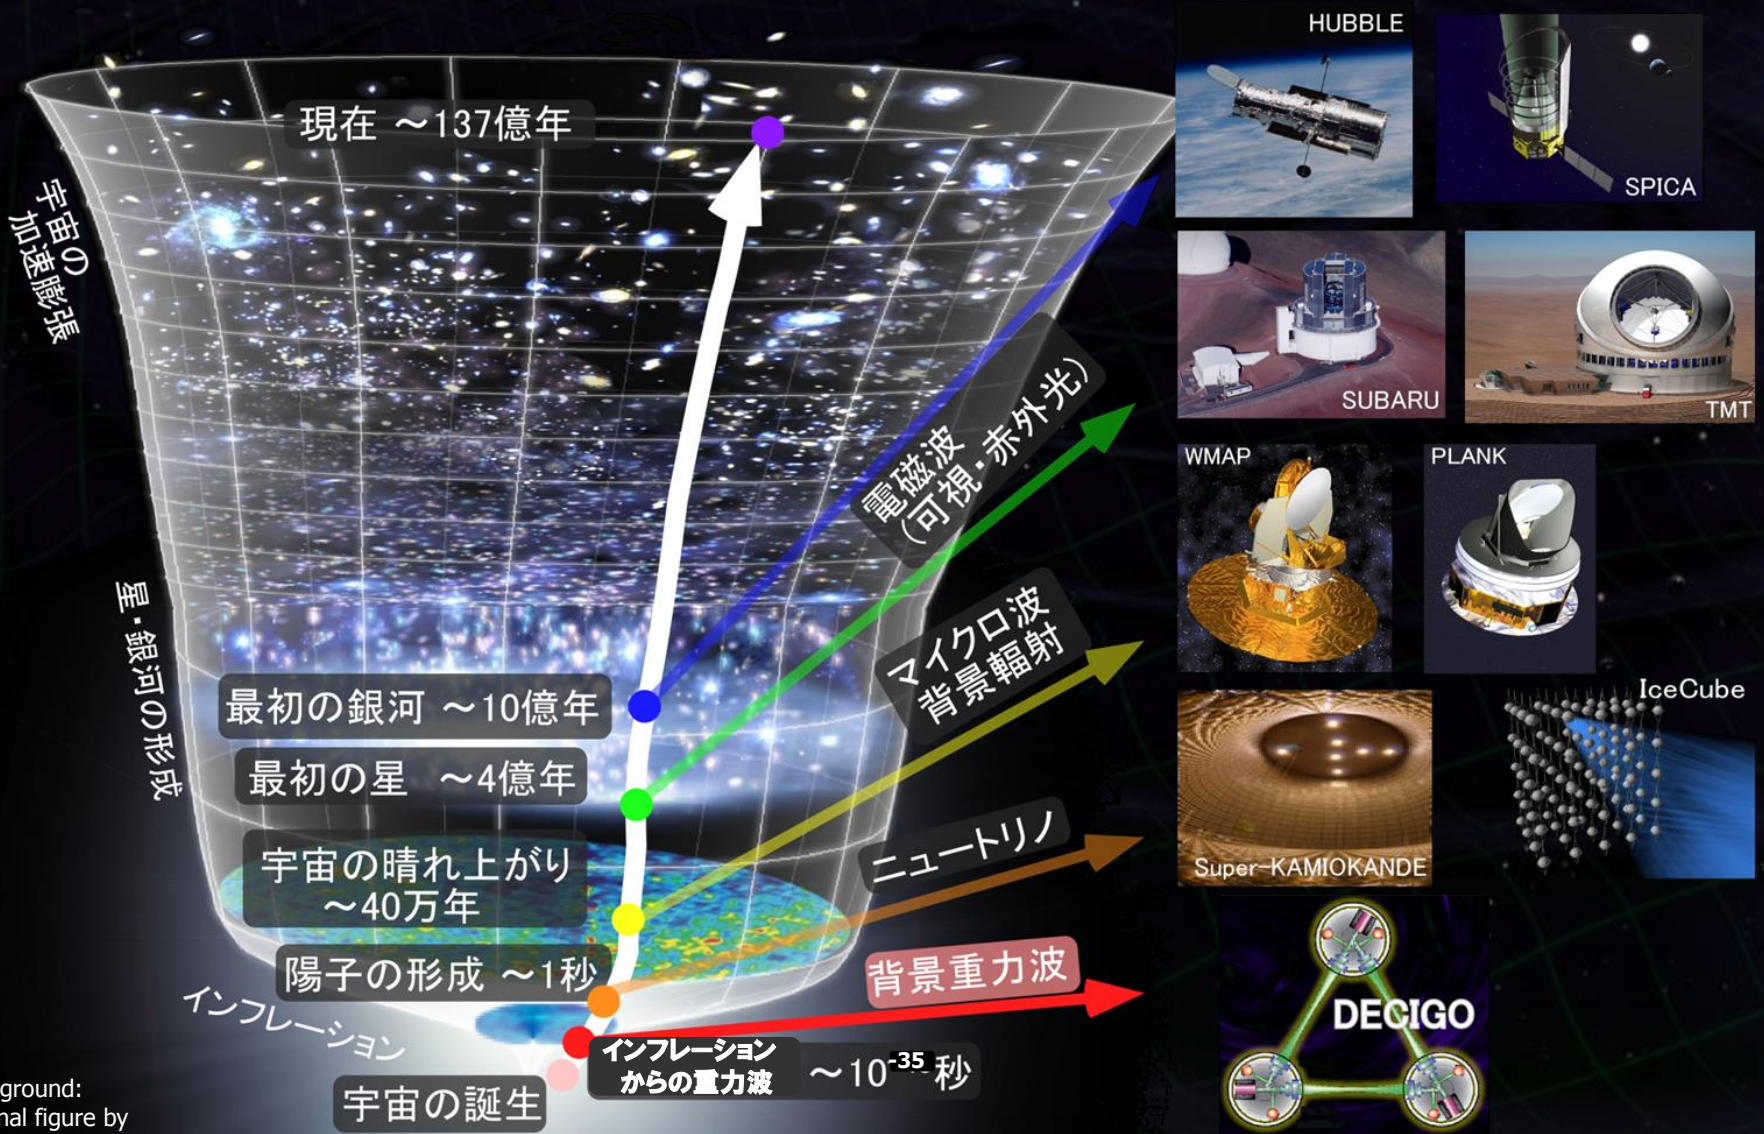 現在 ～137億年
宇宙の
加速膨張
星・銀河の形成
最初の銀河 ～10億年
最初の星 ～4億年
宇宙の晴れ上がり
～40万年
陽子の形成 ～1秒
インフレーション
インフレーション
からの重力波
～10-35秒
宇宙の誕生
ground:
nal figure by
電磁波
(可視・赤外光)
マイクロ波
背景輻射
ニュートリノ
背景重力波
HUBBLE
SPICA
SUBARU
TMT
WMAP
PLANK
Super-KAMIOKANDE
IceCube
DECIGO